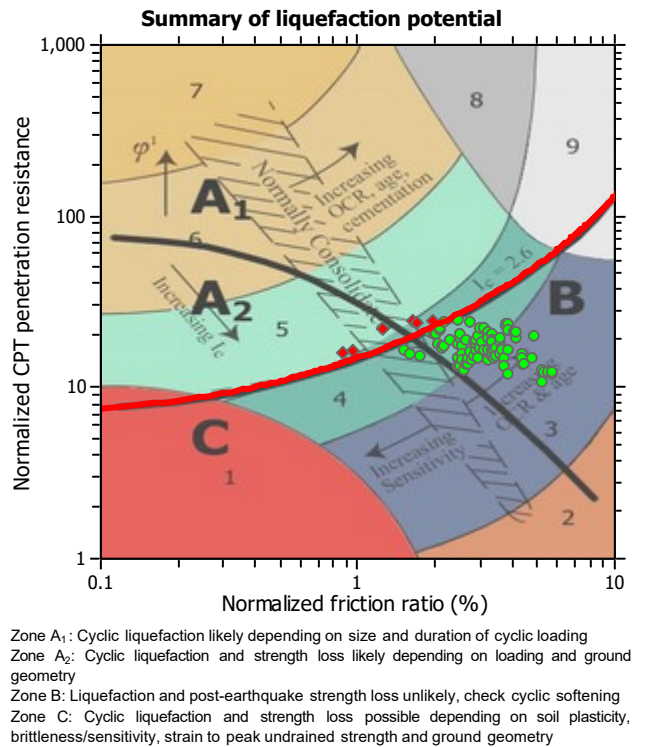 Summary of liquefaction potential
1,000
100
10
1
0.1
1
10
Normalized CPT penetration resistance
Normalized friction ratio (%)
7
8
9
φ'
A1
Increasing
OCR, age,
cementation
Normally Consolidated
6
A2
Increasing Ic
5
Ic = 2.6
B
4
Increasing
OCR & age
C
1
Increasing
Sensitivity
3
2
Zone A1: Cyclic liquefaction likely depending on size and duration of cyclic loading
Zone A2: Cyclic liquefaction and strength loss likely depending on loading and ground
geometry
Zone B: Liquefaction and post-earthquake strength loss unlikely, check cyclic softening
Zone C: Cyclic liquefaction and strength loss possible depending on soil plasticity,
brittleness/sensitivity, strain to peak undrained strength and ground geometry